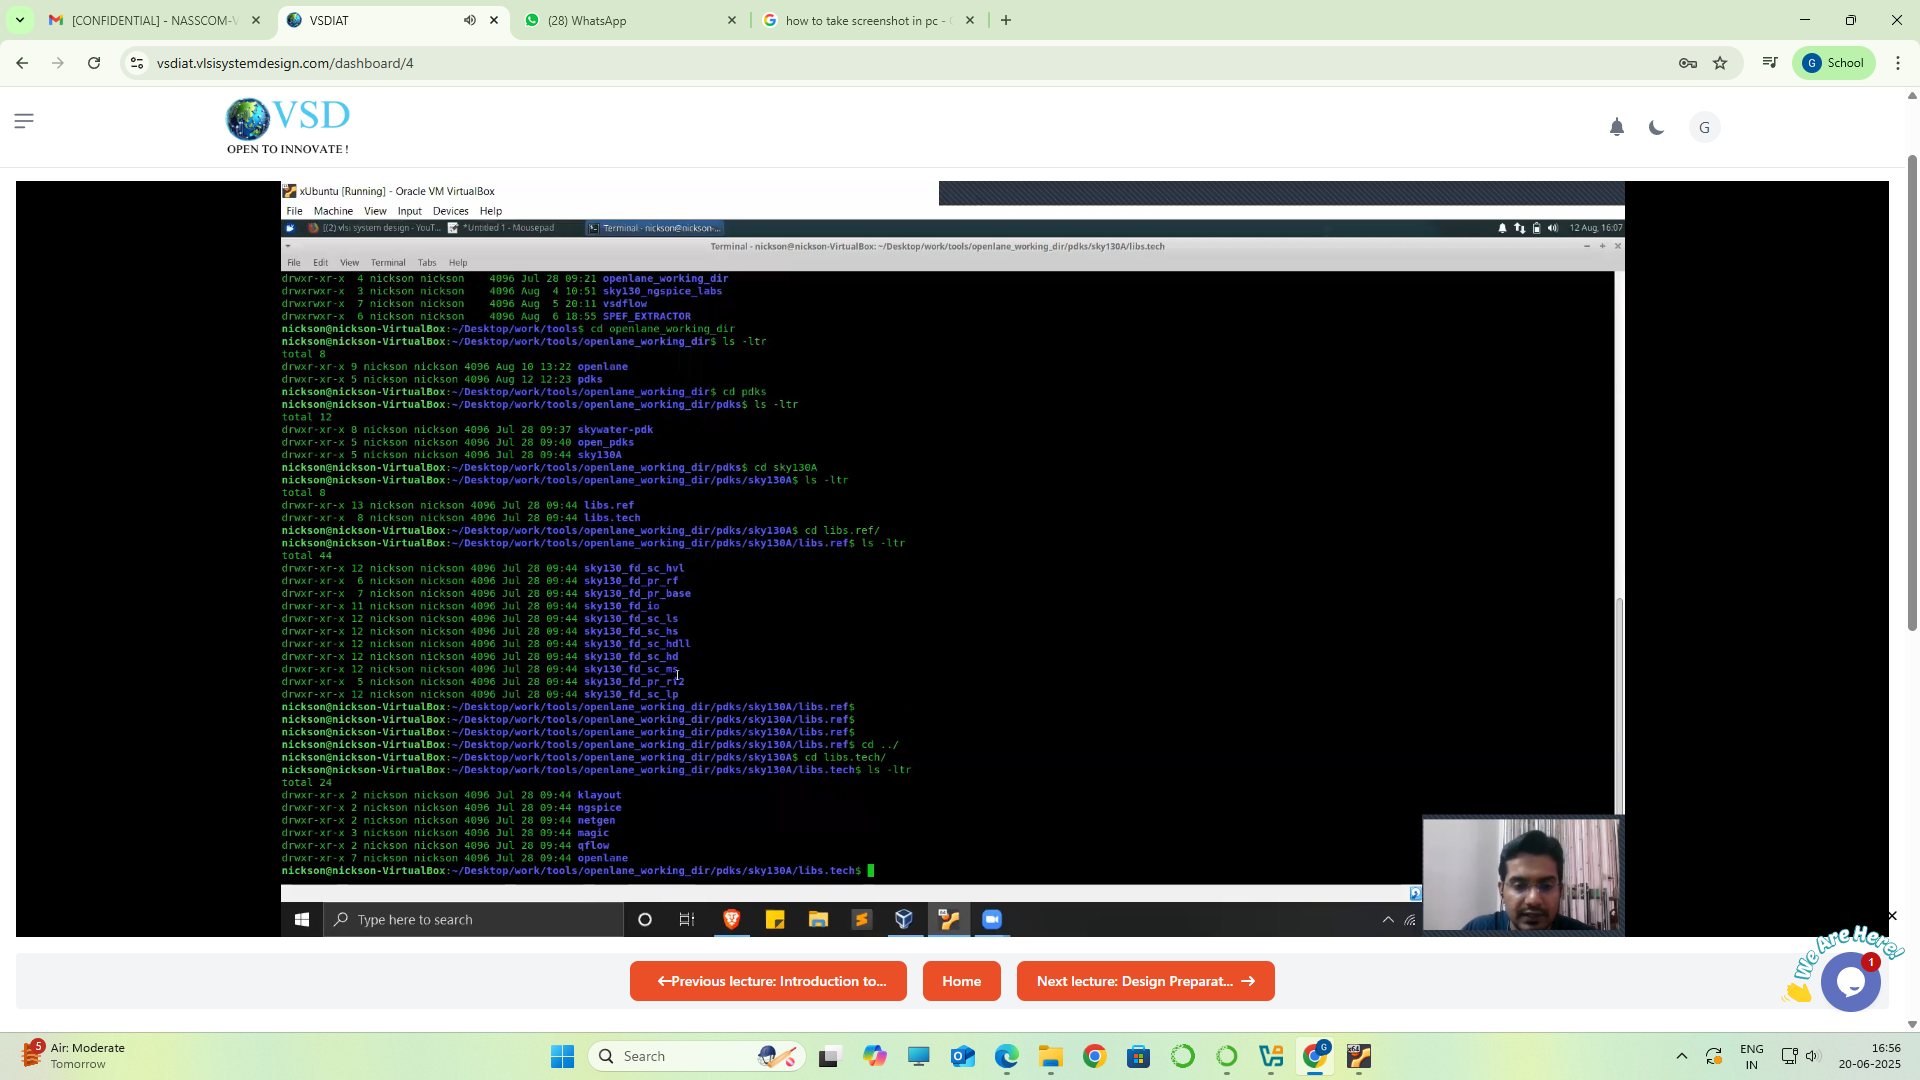 [CONFIDENTIAL] - NASSCOM-V
VSDIAT
(28) WhatsApp
how to take screenshot in pc -
vsdiat.vlsisystemdesign.com/dashboard/4
G School
VSD
OPEN TO INNOVATE !
G
xUbuntu [Running] - Oracle VM VirtualBox
File Machine View Input Devices Help
[(2) vlsi system design - YouT... *Untitled 1 - Mousepad Terminal - nickson@nickson-... 12 Aug, 16:07
Terminal - nickson@nickson-VirtualBox: ~/Desktop/work/tools/openlane_working_dir/pdks/sky130A/libs.tech
File Edit View Terminal Tabs Help
drwxr-xr-x 4 nickson nickson 4096 Jul 28 09:21 openlane_working_dir
drwxrwxr-x 3 nickson nickson 4096 Aug 4 10:51 sky130_ngspice_labs
drwxrwxr-x 7 nickson nickson 4096 Aug 5 20:11 vsdflow
drwxrwxr-x 6 nickson nickson 4096 Aug 6 18:55 SPEF_EXTRACTOR
nickson@nickson-VirtualBox:~/Desktop/work/tools$ cd openlane_working_dir
nickson@nickson-VirtualBox:~/Desktop/work/tools/openlane_working_dir$ ls -ltr
total 8
drwxr-xr-x 9 nickson nickson 4096 Aug 10 13:22 openlane
drwxr-xr-x 5 nickson nickson 4096 Aug 12 12:23 pdks
nickson@nickson-VirtualBox:~/Desktop/work/tools/openlane_working_dir$ cd pdks
nickson@nickson-VirtualBox:~/Desktop/work/tools/openlane_working_dir/pdks$ ls -ltr
total 12
drwxr-xr-x 8 nickson nickson 4096 Jul 28 09:37 skywater-pdk
drwxr-xr-x 5 nickson nickson 4096 Jul 28 09:40 open_pdks
drwxr-xr-x 5 nickson nickson 4096 Jul 28 09:44 sky130A
nickson@nickson-VirtualBox:~/Desktop/work/tools/openlane_working_dir/pdks$ cd sky130A
nickson@nickson-VirtualBox:~/Desktop/work/tools/openlane_working_dir/pdks/sky130A$ ls -ltr
total 8
drwxr-xr-x 13 nickson nickson 4096 Jul 28 09:44 libs.ref
drwxr-xr-x 8 nickson nickson 4096 Jul 28 09:44 libs.tech
nickson@nickson-VirtualBox:~/Desktop/work/tools/openlane_working_dir/pdks/sky130A$ cd libs.ref/
nickson@nickson-VirtualBox:~/Desktop/work/tools/openlane_working_dir/pdks/sky130A/libs.ref$ ls -ltr
total 44
drwxr-xr-x 12 nickson nickson 4096 Jul 28 09:44 sky130_fd_sc_hvl
drwxr-xr-x 6 nickson nickson 4096 Jul 28 09:44 sky130_fd_pr_rf
drwxr-xr-x 7 nickson nickson 4096 Jul 28 09:44 sky130_fd_pr_base
drwxr-xr-x 11 nickson nickson 4096 Jul 28 09:44 sky130_fd_io
drwxr-xr-x 12 nickson nickson 4096 Jul 28 09:44 sky130_fd_sc_ls
drwxr-xr-x 12 nickson nickson 4096 Jul 28 09:44 sky130_fd_sc_hs
drwxr-xr-x 12 nickson nickson 4096 Jul 28 09:44 sky130_fd_sc_hdll
drwxr-xr-x 12 nickson nickson 4096 Jul 28 09:44 sky130_fd_sc_hd
drwxr-xr-x 12 nickson nickson 4096 Jul 28 09:44 sky130_fd_sc_ms
drwxr-xr-x 5 nickson nickson 4096 Jul 28 09:44 sky130_fd_pr_rf2
drwxr-xr-x 12 nickson nickson 4096 Jul 28 09:44 sky130_fd_sc_lp
nickson@nickson-VirtualBox:~/Desktop/work/tools/openlane_working_dir/pdks/sky130A/libs.ref$
nickson@nickson-VirtualBox:~/Desktop/work/tools/openlane_working_dir/pdks/sky130A/libs.ref$
nickson@nickson-VirtualBox:~/Desktop/work/tools/openlane_working_dir/pdks/sky130A/libs.ref$
nickson@nickson-VirtualBox:~/Desktop/work/tools/openlane_working_dir/pdks/sky130A/libs.ref$ cd ../
nickson@nickson-VirtualBox:~/Desktop/work/tools/openlane_working_dir/pdks/sky130A$ cd libs.tech/
nickson@nickson-VirtualBox:~/Desktop/work/tools/openlane_working_dir/pdks/sky130A/libs.tech$ ls -ltr
total 24
drwxr-xr-x 2 nickson nickson 4096 Jul 28 09:44 klayout
drwxr-xr-x 2 nickson nickson 4096 Jul 28 09:44 ngspice
drwxr-xr-x 2 nickson nickson 4096 Jul 28 09:44 netgen
drwxr-xr-x 3 nickson nickson 4096 Jul 28 09:44 magic
drwxr-xr-x 2 nickson nickson 4096 Jul 28 09:44 qflow
drwxr-xr-x 7 nickson nickson 4096 Jul 28 09:44 openlane
nickson@nickson-VirtualBox:~/Desktop/work/tools/openlane_working_dir/pdks/sky130A/libs.tech$
Type here to search
We Are Here!
1
←Previous lecture: Introduction to... Home Next lecture: Design Preparat... →
5 Air: Moderate
Tomorrow
Search
ENG
IN
16:56
20-06-2025